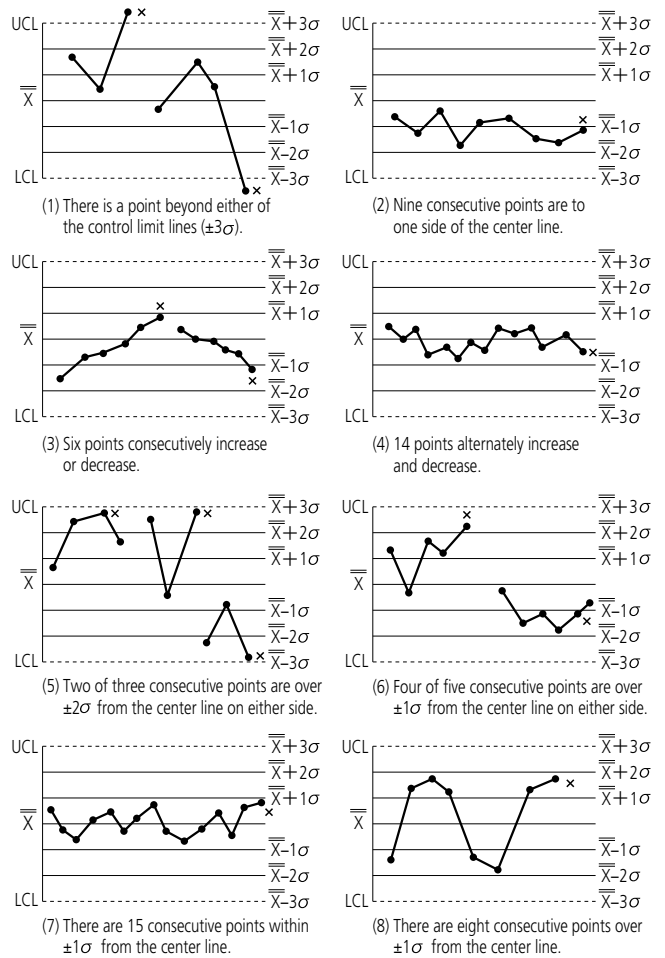 UCL X̿+3σ
X̿+2σ
X̿+1σ
X̿
X̿–1σ
X̿–2σ
LCL X̿–3σ
(1) There is a point beyond either of
the control limit lines (±3σ).
UCL X̿+3σ
X̿+2σ
X̿+1σ
X̿
X̿–1σ
X̿–2σ
LCL X̿–3σ
(2) Nine consecutive points are to
one side of the center line.
UCL X̿+3σ
X̿+2σ
X̿+1σ
X̿
X̿–1σ
X̿–2σ
LCL X̿–3σ
(3) Six points consecutively increase
or decrease.
UCL X̿+3σ
X̿+2σ
X̿+1σ
X̿
X̿–1σ
X̿–2σ
LCL X̿–3σ
(4) 14 points alternately increase
and decrease.
UCL X̿+3σ
X̿+2σ
X̿+1σ
X̿
X̿–1σ
X̿–2σ
LCL X̿–3σ
(5) Two of three consecutive points are over
±2σ from the center line on either side.
UCL X̿+3σ
X̿+2σ
X̿+1σ
X̿
X̿–1σ
X̿–2σ
LCL X̿–3σ
(6) Four of five consecutive points are over
±1σ from the center line on either side.
UCL X̿+3σ
X̿+2σ
X̿+1σ
X̿
X̿–1σ
X̿–2σ
LCL X̿–3σ
(7) There are 15 consecutive points within
±1σ from the center line.
UCL X̿+3σ
X̿+2σ
X̿+1σ
X̿
X̿–1σ
X̿–2σ
LCL X̿–3σ
(8) There are eight consecutive points over
±1σ from the center line.